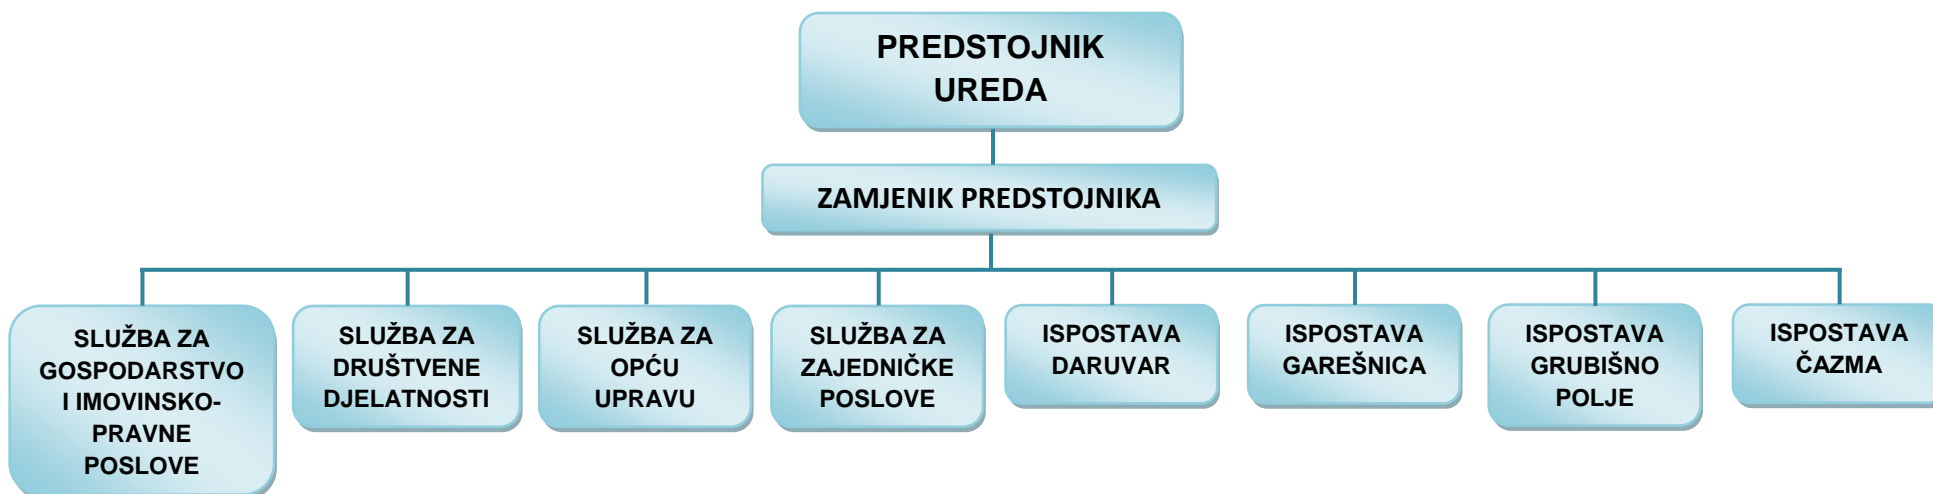 PREDSTOJNIK
UREDA
ZAMJENIK PREDSTOJNIKA
SLUŽBA ZA
GOSPODARSTVO
I IMOVINSKO-
PRAVNE
POSLOVE
SLUŽBA ZA
DRUŠTVENE
DJELATNOSTI
SLUŽBA ZA
OPĆU
UPRAVU
SLUŽBA ZA
ZAJEDNIČKE
POSLOVE
ISPOSTAVA
DARUVAR
ISPOSTAVA
GAREŠNICA
ISPOSTAVA
GRUBIŠNO
POLJE
ISPOSTAVA
ČAZMA